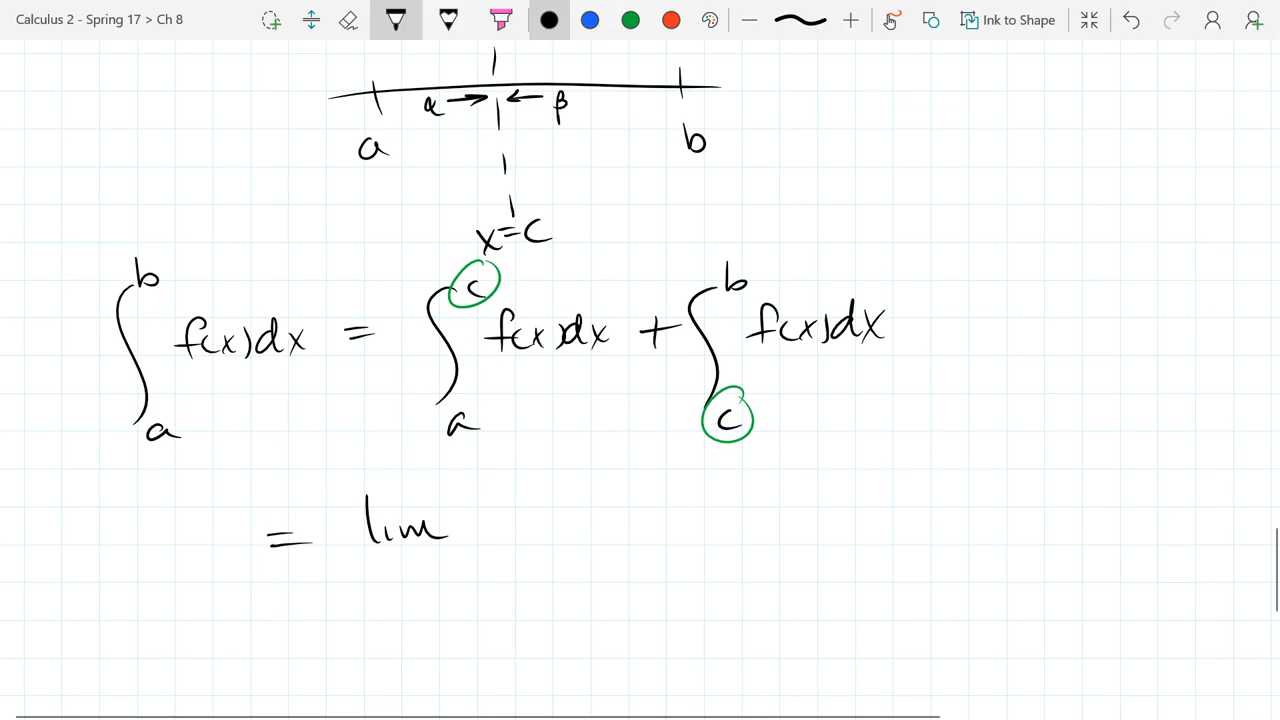 Calculus 2 - Spring 17 > Ch 8
Ink to Shape
α → ← β
a b
x=c
∫_a^b f(x)dx = ∫_a^c f(x)dx + ∫_c^b f(x)dx
= lim